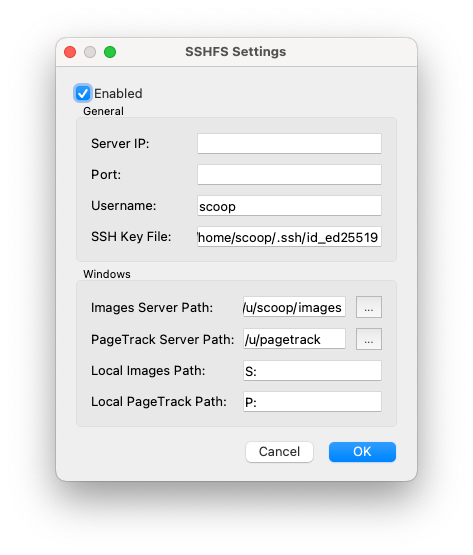 SSHFS Settings
Enabled
General
Server IP:
Port:
Username: scoop
SSH Key File: /home/scoop/.ssh/id_ed25519
Windows
Images Server Path: /u/scoop/images ...
PageTrack Server Path: /u/pagetrack ...
Local Images Path: S:
Local PageTrack Path: P:
Cancel OK